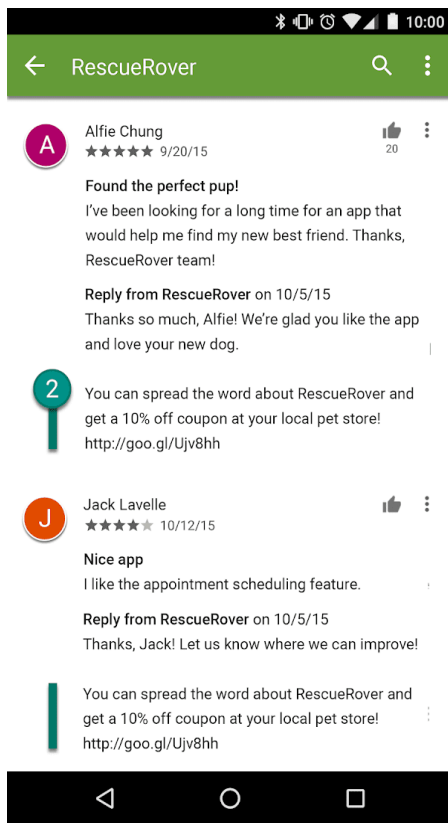 10:00
RescueRover
A
Alfie Chung
★★★★★ 9/20/15
20
Found the perfect pup!
I've been looking for a long time for an app that
would help me find my new best friend. Thanks,
RescueRover team!
Reply from RescueRover on 10/5/15
Thanks so much, Alfie! We're glad you like the app
and love your new dog.
2
You can spread the word about RescueRover and
get a 10% off coupon at your local pet store!
http://goo.gl/Ujv8hh
J
Jack Lavelle
★★★★★ 10/12/15
Nice app
I like the appointment scheduling feature.
Reply from RescueRover on 10/5/15
Thanks, Jack! Let us know where we can improve!
You can spread the word about RescueRover and
get a 10% off coupon at your local pet store!
http://goo.gl/Ujv8hh